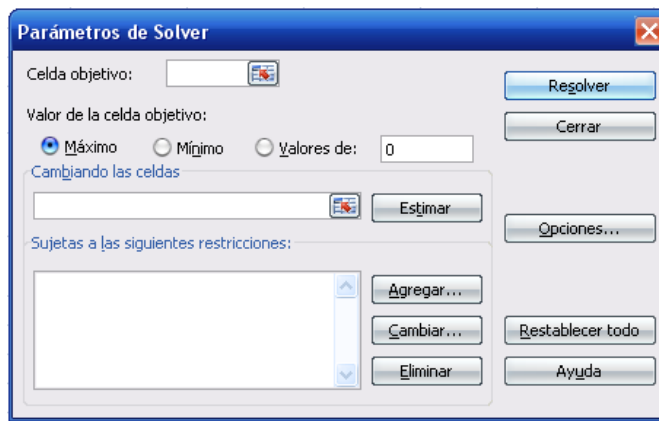 Parámetros de Solver
Celda objetivo:
Resolver
Valor de la celda objetivo:
Cerrar
Máximo Mínimo Valores de: 0
Cambiando las celdas
Estimar
Opciones...
Sujetas a las siguientes restricciones:
Agregar...
Cambiar... Restablecer todo
Eliminar Ayuda